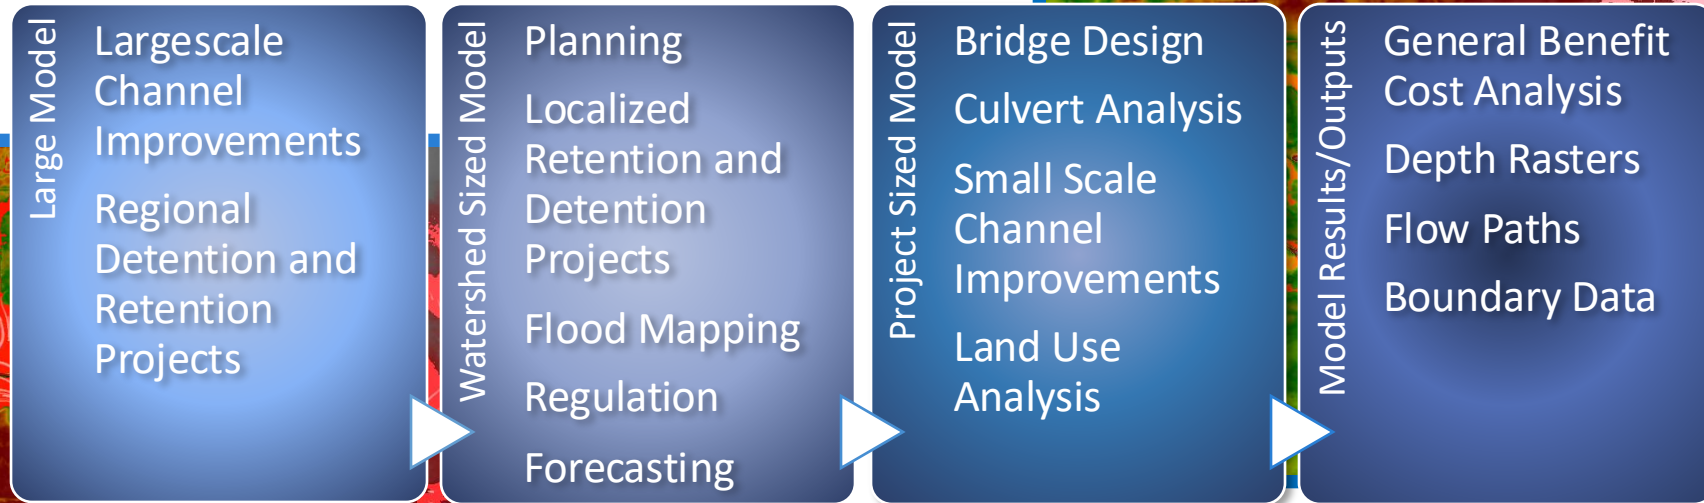 Large Model
Largescale
Channel
Improvements
Regional
Detention and
Retention
Projects
Watershed Sized Model
Planning
Localized
Retention and
Detention
Projects
Flood Mapping
Regulation
Forecasting
Project Sized Model
Bridge Design
Culvert Analysis
Small Scale
Channel
Improvements
Land Use
Analysis
Model Results/Outputs
General Benefit
Cost Analysis
Depth Rasters
Flow Paths
Boundary Data